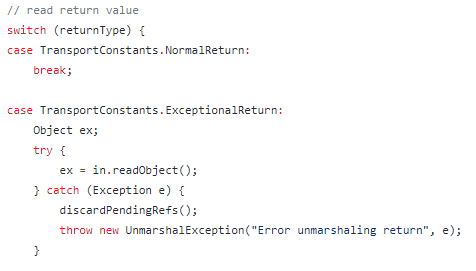 // read return value
switch (returnType) {
case TransportConstants.NormalReturn:
    break;

case TransportConstants.ExceptionalReturn:
    Object ex;
    try {
        ex = in.readObject();
    } catch (Exception e) {
        discardPendingRefs();
        throw new UnmarshalException("Error unmarshaling return", e);
    }